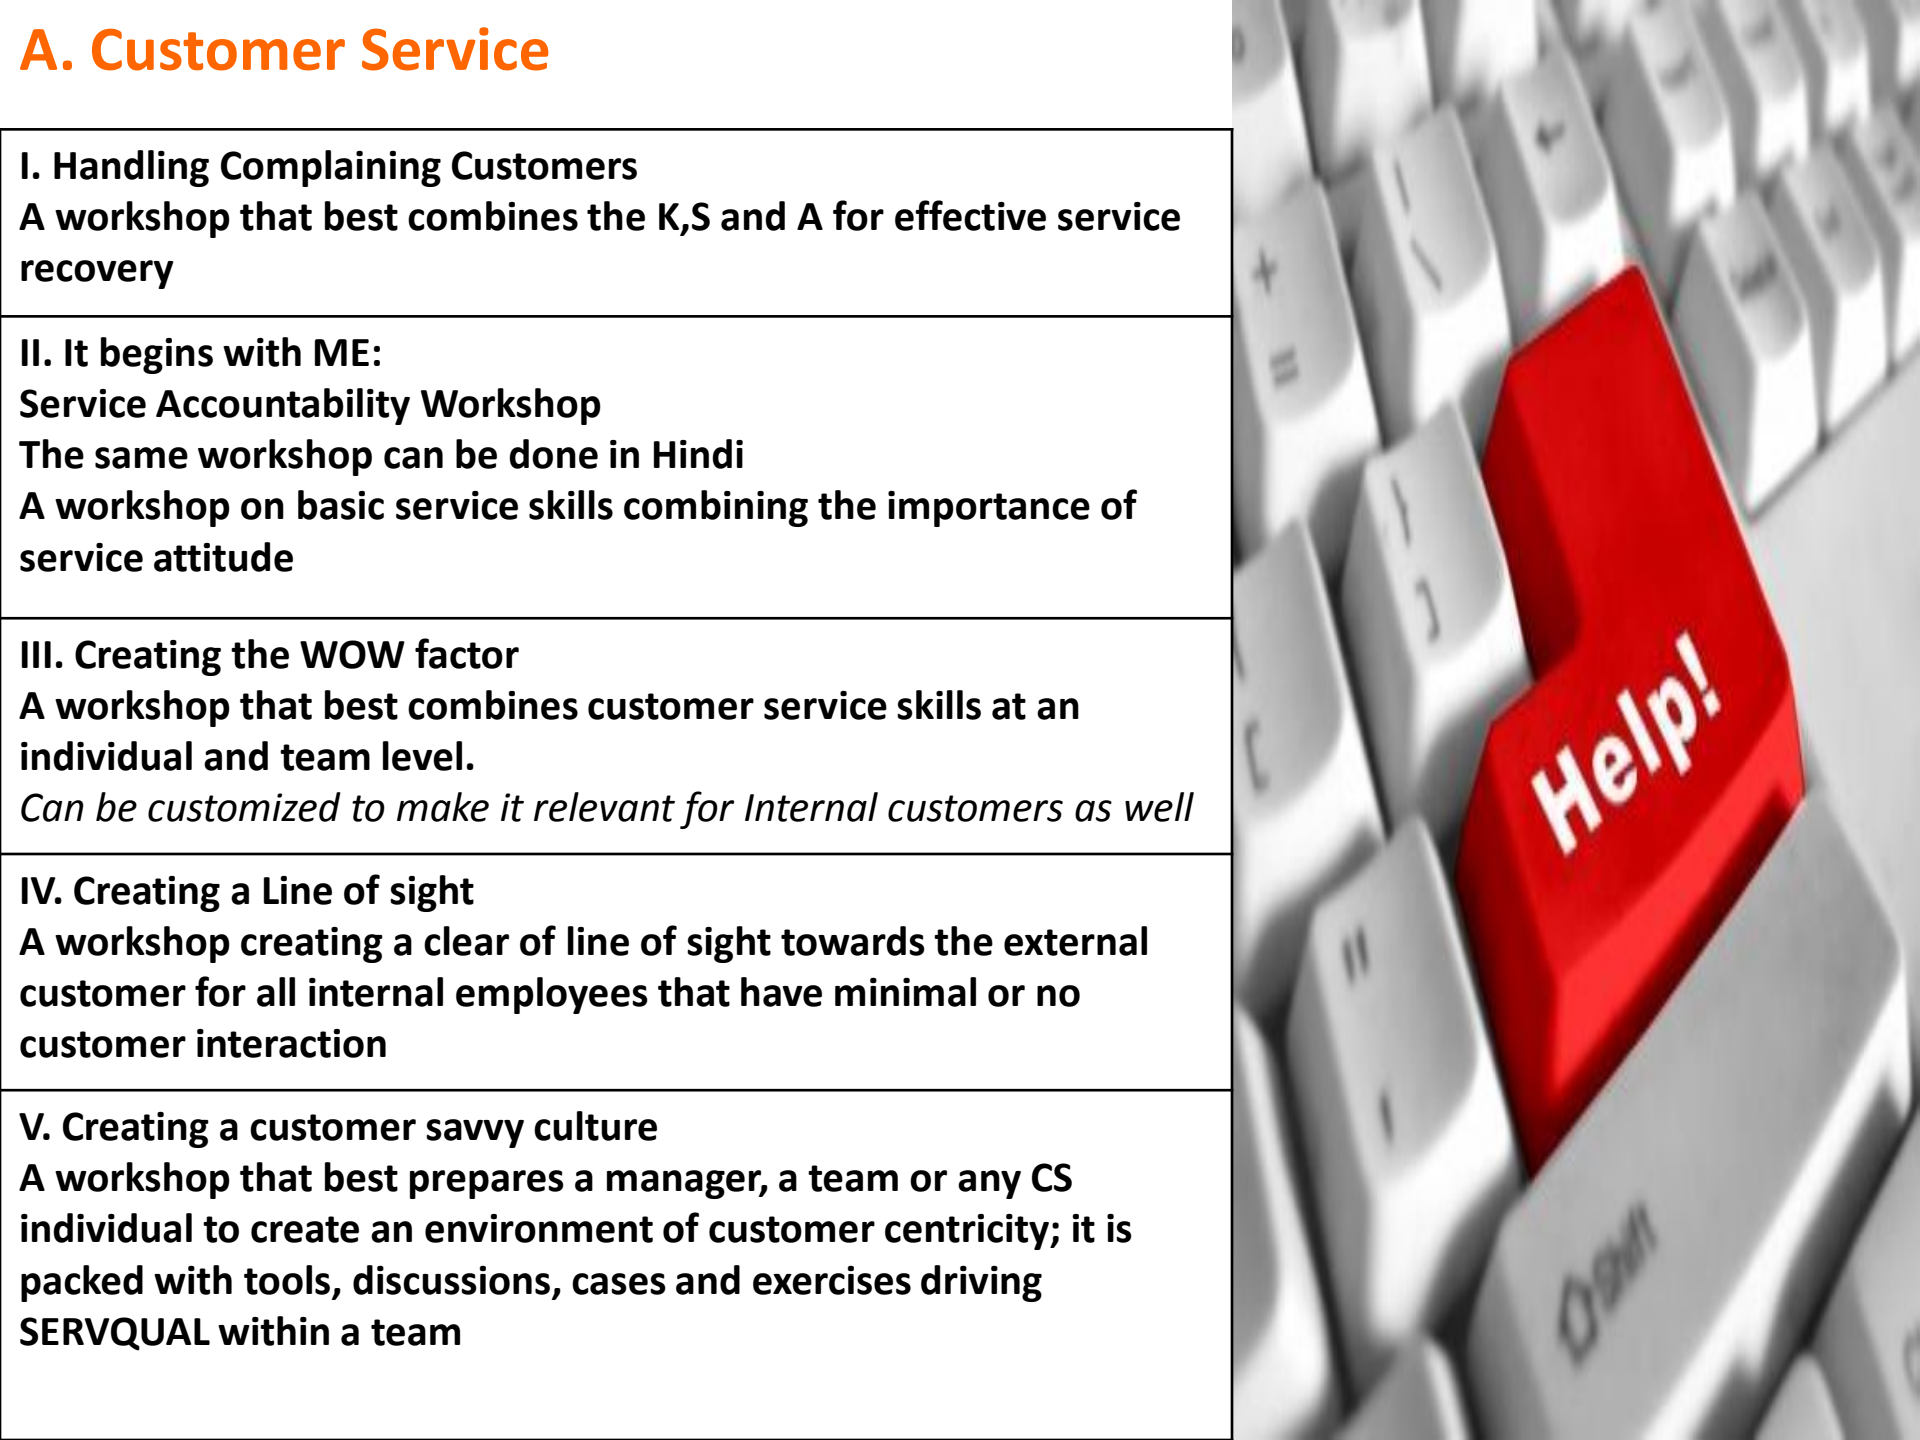 A. Customer Service
I. Handling Complaining Customers
A workshop that best combines the K,S and A for effective service
recovery
II. It begins with ME:
Service Accountability Workshop
The same workshop can be done in Hindi
A workshop on basic service skills combining the importance of
service attitude
III. Creating the WOW factor
A workshop that best combines customer service skills at an
individual and team level.
Can be customized to make it relevant for Internal customers as well
IV. Creating a Line of sight
A workshop creating a clear of line of sight towards the external
customer for all internal employees that have minimal or no
customer interaction
V. Creating a customer savvy culture
A workshop that best prepares a manager, a team or any CS
individual to create an environment of customer centricity; it is
packed with tools, discussions, cases and exercises driving
SERVQUAL within a team
Help!
Shift